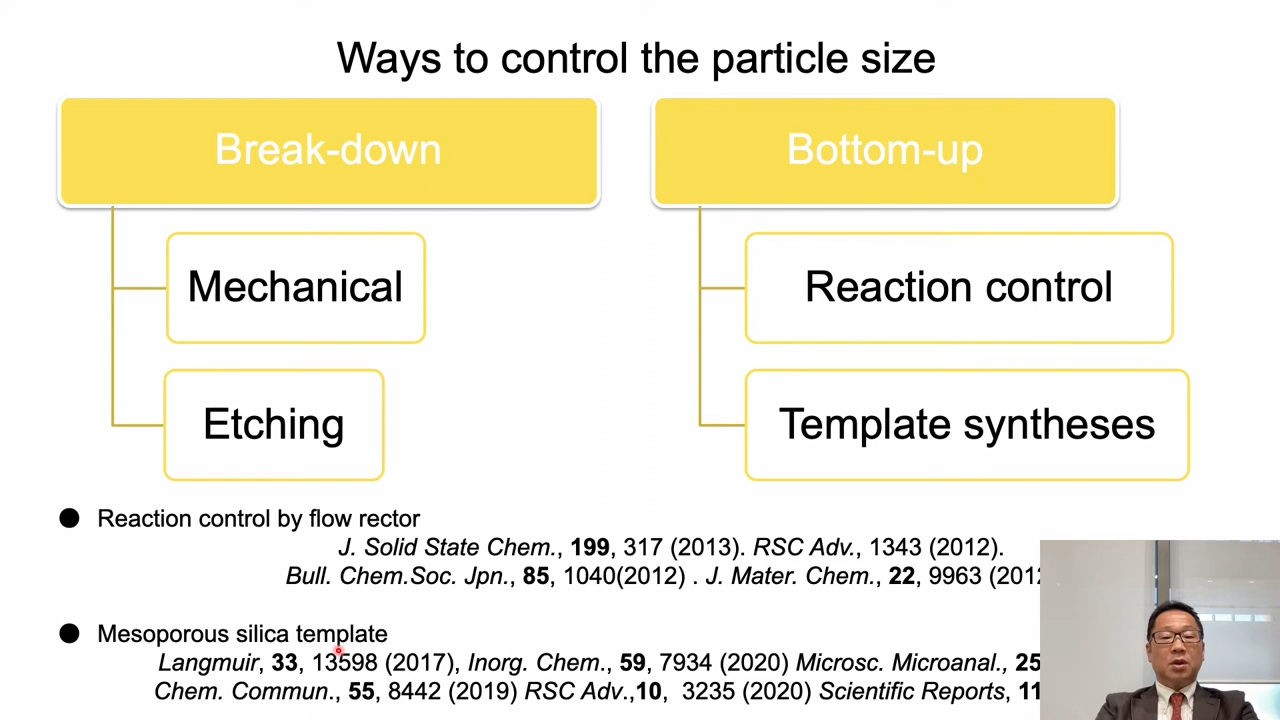 Ways to control the particle size
Break-down
Bottom-up
Mechanical
Reaction control
Etching
Template syntheses
● Reaction control by flow rector
J. Solid State Chem., 199, 317 (2013). RSC Adv., 1343 (2012).
Bull. Chem.Soc. Jpn., 85, 1040(2012) . J. Mater. Chem., 22, 9963 (2012
● Mesoporous silica template
Langmuir, 33, 13598 (2017), Inorg. Chem., 59, 7934 (2020) Microsc. Microanal., 25
Chem. Commun., 55, 8442 (2019) RSC Adv.,10, 3235 (2020) Scientific Reports, 11